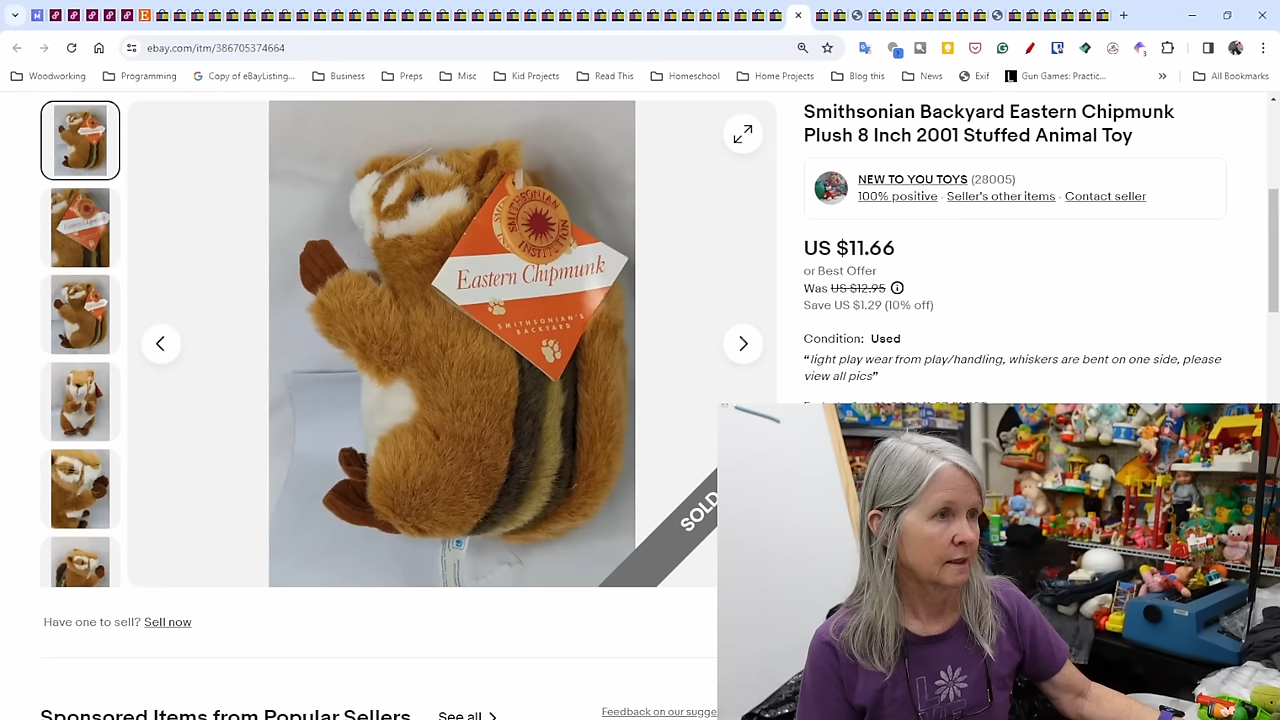 ebay.com/itm/386705374664
Woodworking
Programming
Copy of eBayListing...
Business
Preps
Misc
Kid Projects
Read This
Homeschool
Home Projects
Blog this
News
Exif
Gun Games: Practic...
»
All Bookmarks
Smithsonian Backyard Eastern Chipmunk
Plush 8 Inch 2001 Stuffed Animal Toy
NEW TO YOU TOYS (28005)
100% positive · Seller's other items · Contact seller
US $11.66
or Best Offer
Was US $12.95
Save US $1.29 (10% off)
Condition: Used
“light play wear from play/handling, whiskers are bent on one side, please
view all pics”
SMITHSONIAN
INSTITUTION
Eastern Chipmunk
SMITHSONIAN'S
BACKYARD
SOLD
Have one to sell? Sell now
Sponsored Items from Popular Sellers See all
Feedback on our sugge